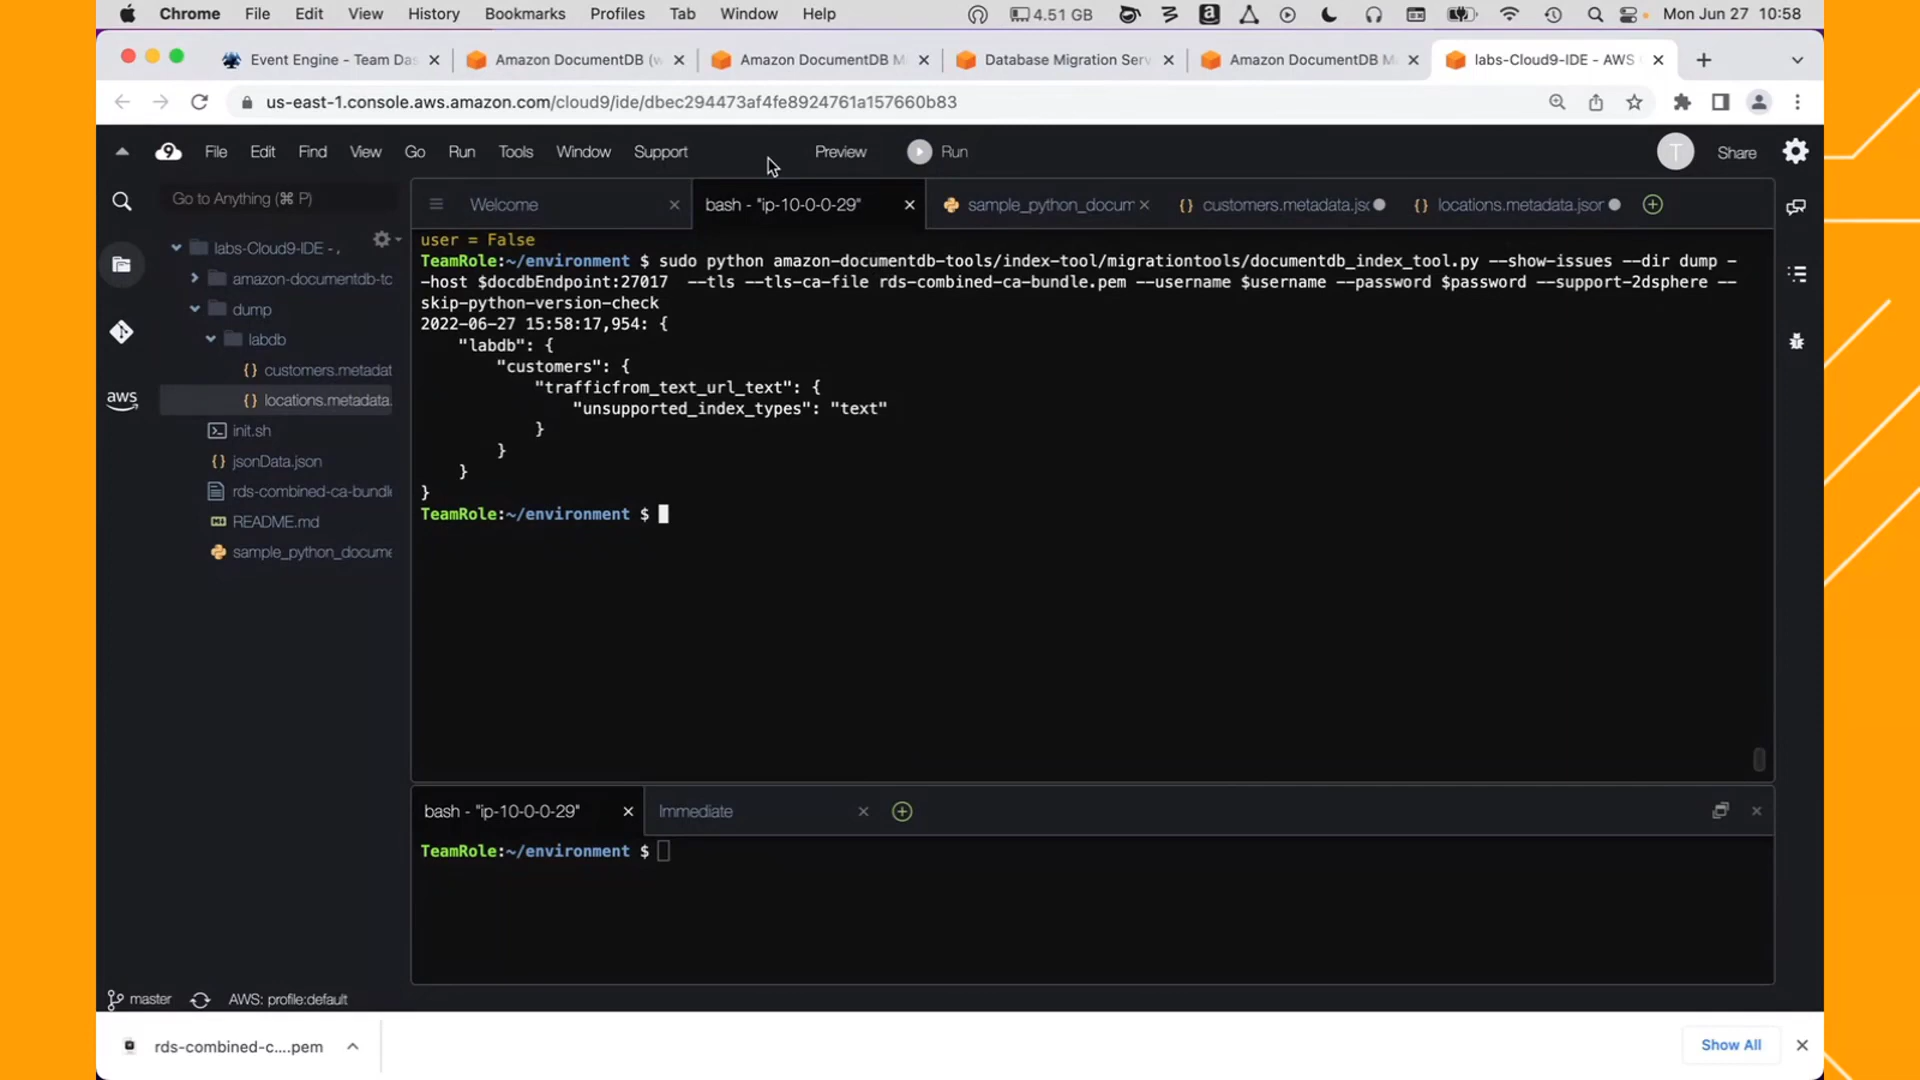 Chrome File Edit View History Bookmarks Profiles Tab Window Help 4.51 GB Mon Jun 27 10:58
Event Engine - Team Das Amazon DocumentDB (w Amazon DocumentDB M Database Migration Serv Amazon DocumentDB M labs-Cloud9-IDE - AWS
us-east-1.console.aws.amazon.com/cloud9/ide/dbec294473af4fe8924761a157660b83
9 File Edit Find View Go Run Tools Window Support Preview Run T Share
Go to Anything (⌘ P)
Welcome bash - "ip-10-0-0-29" sample_python_docum customers.metadata.jsc locations.metadata.json
labs-Cloud9-IDE - ,
amazon-documentdb-tc
dump
labdb
customers.metadat
locations.metadata.
init.sh
jsonData.json
rds-combined-ca-bundl
README.md
sample_python_docume
aws
user = False
TeamRole:~/environment $ sudo python amazon-documentdb-tools/index-tool/migrationtools/documentdb_index_tool.py --show-issues --dir dump -
-host $docdbEndpoint:27017 --tls --tls-ca-file rds-combined-ca-bundle.pem --username $username --password $password --support-2dsphere --
skip-python-version-check
2022-06-27 15:58:17,954: {
"labdb": {
"customers": {
"trafficfrom_text_url_text": {
"unsupported_index_types": "text"
}
}
}
}
TeamRole:~/environment $
bash - "ip-10-0-0-29" Immediate
TeamRole:~/environment $
master AWS: profile:default
rds-combined-c....pem Show All